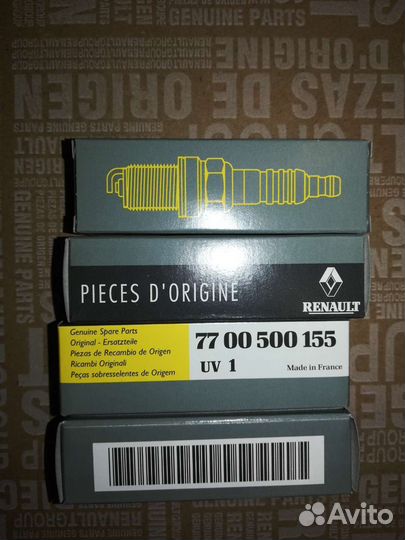 GENUINE PARTS
D'ORIGINE
PIEZAS DE ORIGEN
PIECES D'ORIGINE
RENAULT
Genuine Spare Parts
Original - Ersatzteile
Piezas de Recambio de Origen
Ricambi Originali
Peças sobresselentes de Origem
77 00 500 155
UV 1
Made in France
Avito